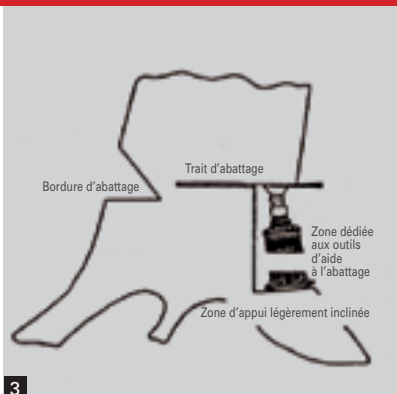 Trait d'abattage
Bordure d'abattage
Zone dédiée
aux outils
d'aide
à l'abattage
Zone d'appui légèrement inclinée
3